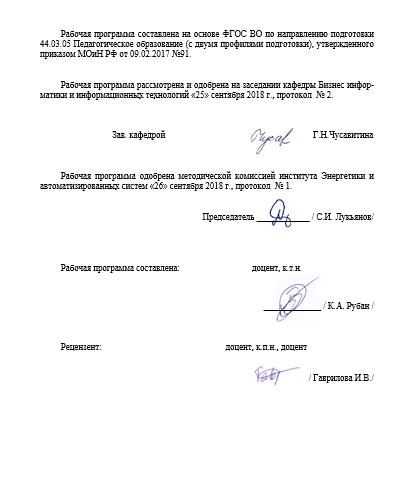 Рабочая программа составлена на основе ФГОС ВО по направлению подготовки
44.03.05 Педагогическое образование (с двумя профилями подготовки), утвержденного
приказом МОиН РФ от 09.02.2017 №91.
Рабочая программа рассмотрена и одобрена на заседании кафедры Бизнес инфор-
матики и информационных технологий «25» сентября 2018 г., протокол № 2.
Зав. кафедрой Г.Н.Чусавитина
Рабочая программа одобрена методической комиссией института Энергетики и
автоматизированных систем «26» сентября 2018 г., протокол № 1.
Председатель ____________ / С.И. Лукьянов/
Рабочая программа составлена: доцент, к.т.н.
_____________ / К.А. Рубан /
Рецензент: доцент, к.п.н., доцент
/ Гаврилова И.В./